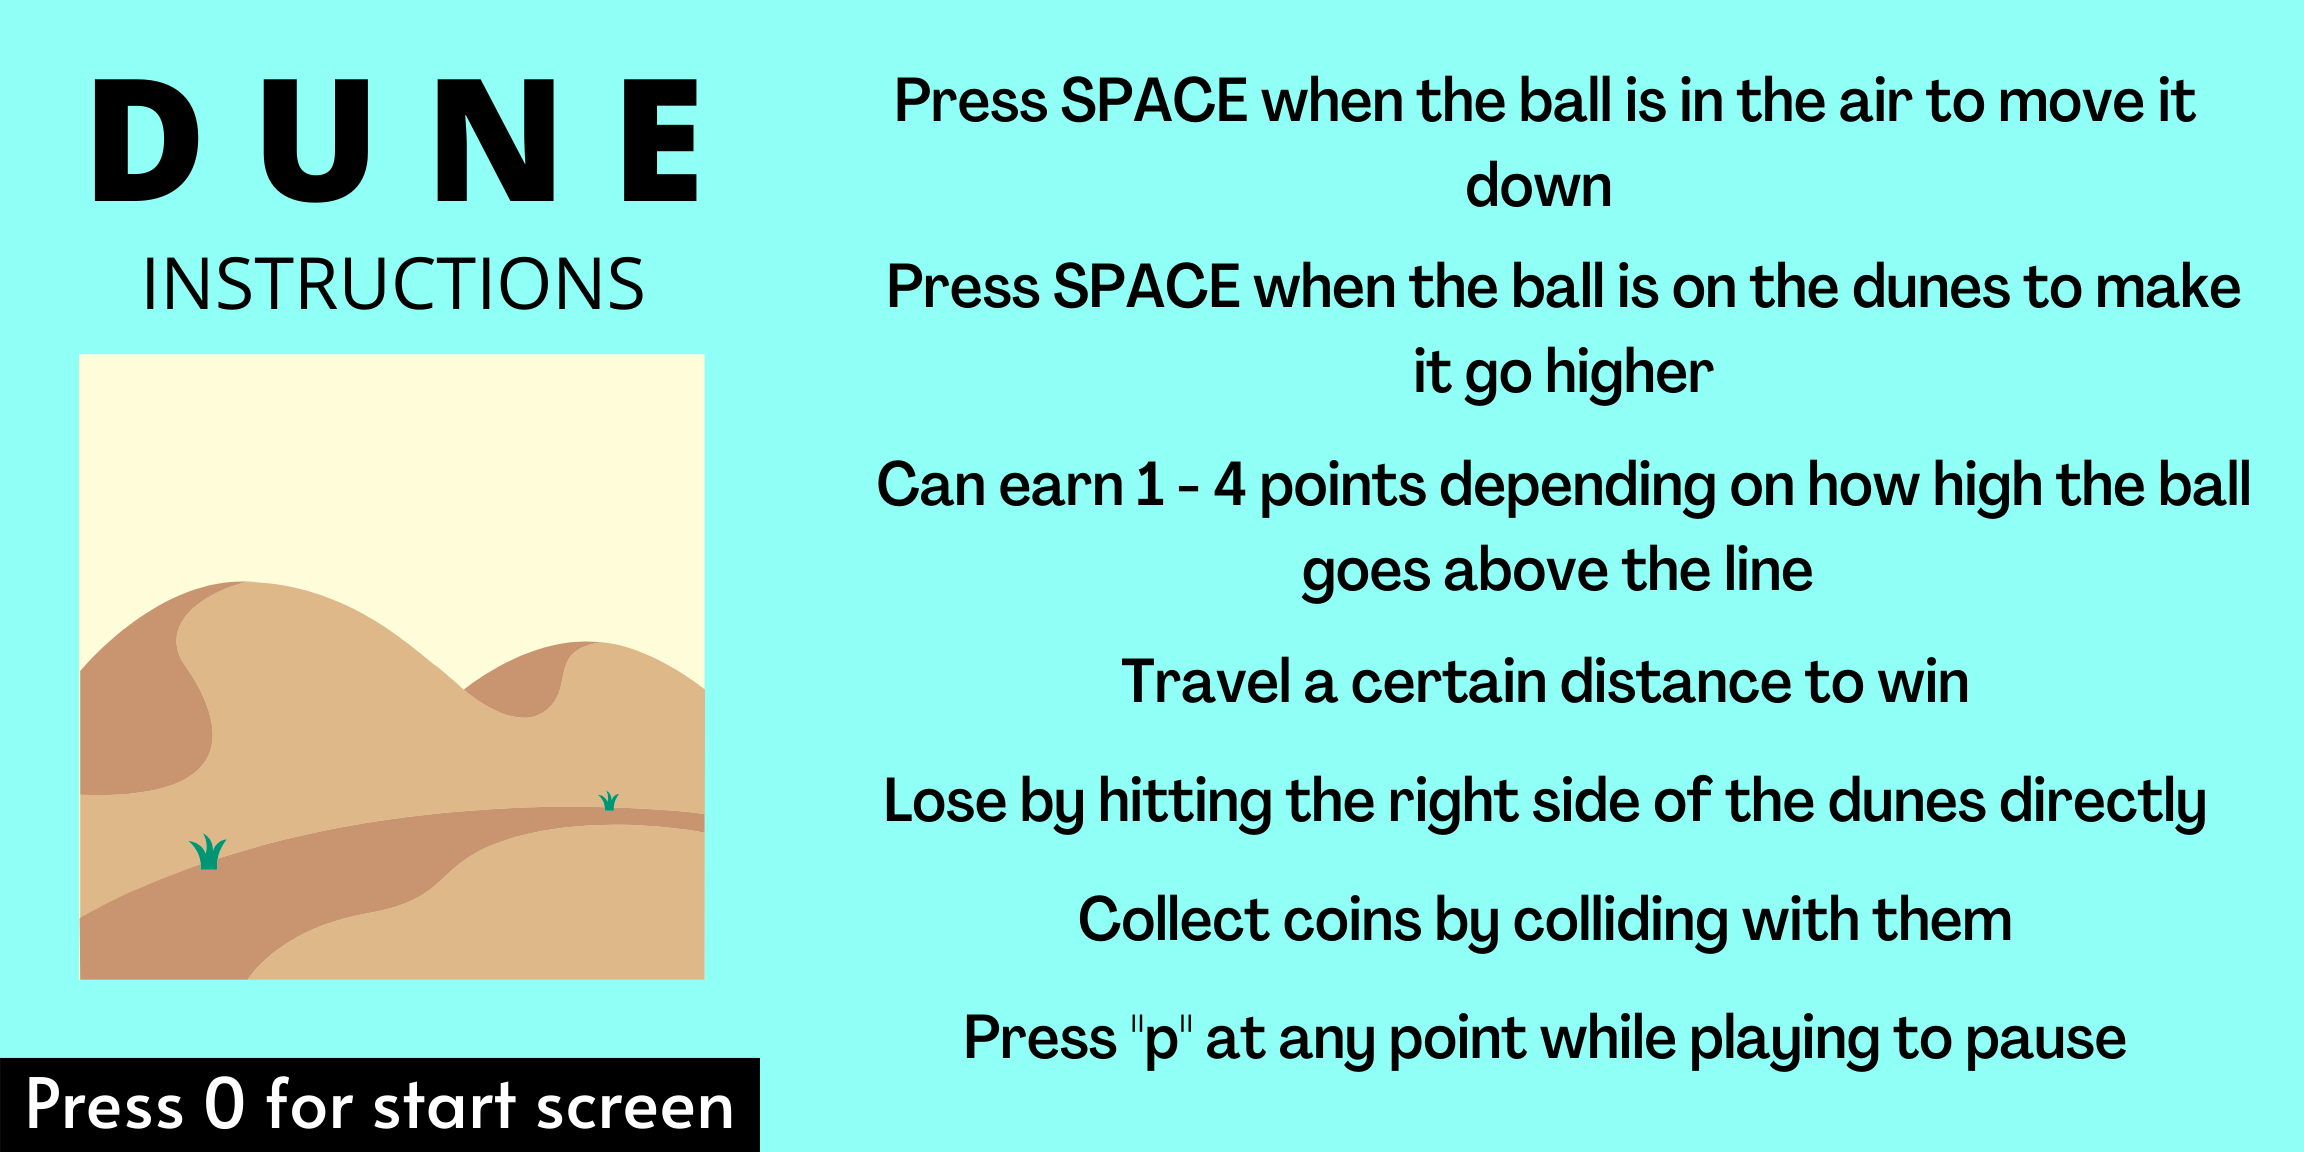 DUNE
INSTRUCTIONS
Press SPACE when the ball is in the air to move it
down
Press SPACE when the ball is on the dunes to make
it go higher
Can earn 1 - 4 points depending on how high the ball
goes above the line
Travel a certain distance to win
Lose by hitting the right side of the dunes directly
Collect coins by colliding with them
Press "p" at any point while playing to pause
Press 0 for start screen